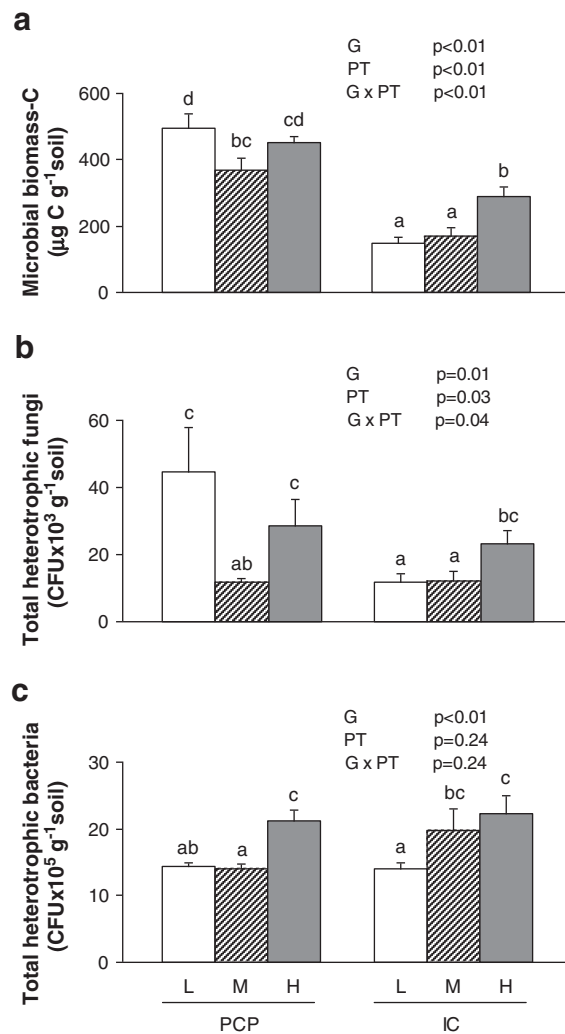 a
G p<0.01
PT p<0.01
G x PT p<0.01
Microbial biomass-C
(µg C g⁻¹soil)
600
400
200
0
d
bc
cd
a
a
b
b
G p=0.01
PT p=0.03
G x PT p=0.04
Total heterotrophic fungi
(CFUx10³ g⁻¹soil)
60
40
20
0
c
ab
c
a
a
bc
c
G p<0.01
PT p=0.24
G x PT p=0.24
Total heterotrophic bacteria
(CFUx10⁵ g⁻¹soil)
30
20
10
0
ab
a
c
a
bc
c
L M H L M H
PCP IC